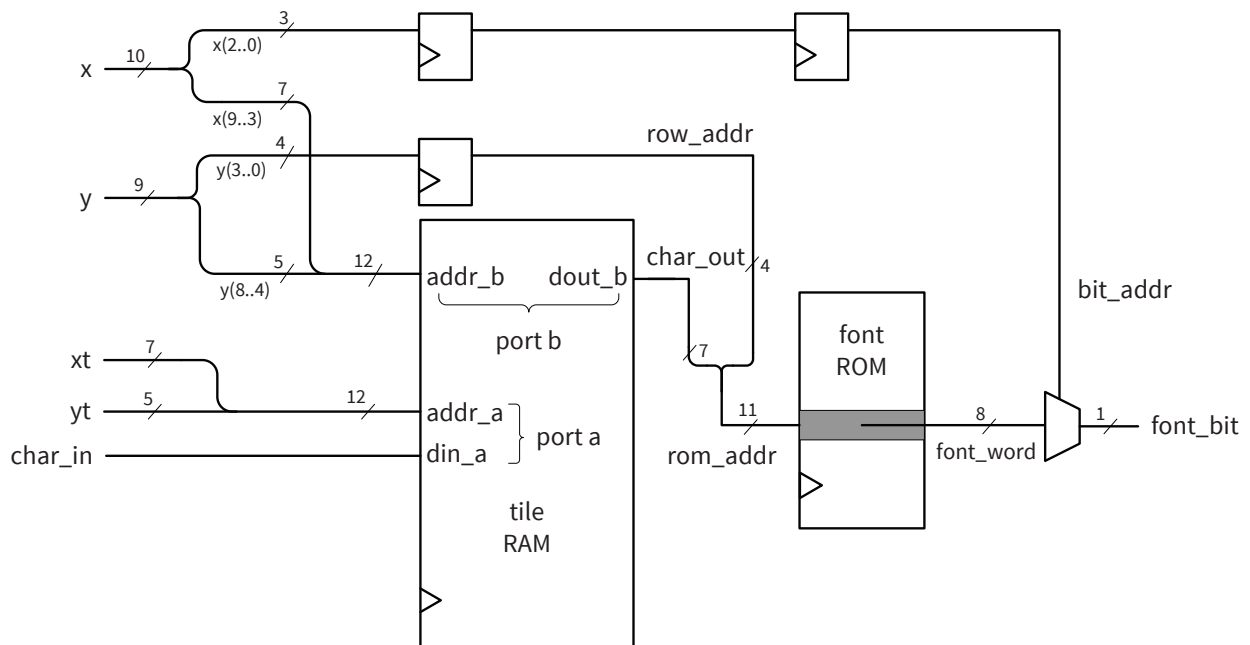 3
x(2..0)
10
x
7
x(9..3)
4
y(3..0)
row_addr
9
y
5
y(8..4)
12
addr_b
dout_b
port b
char_out
4
bit_addr
7
font
ROM
xt
7
yt
5
12
addr_a
din_a
port a
char_in
11
rom_addr
8
font_word
1
font_bit
tile
RAM